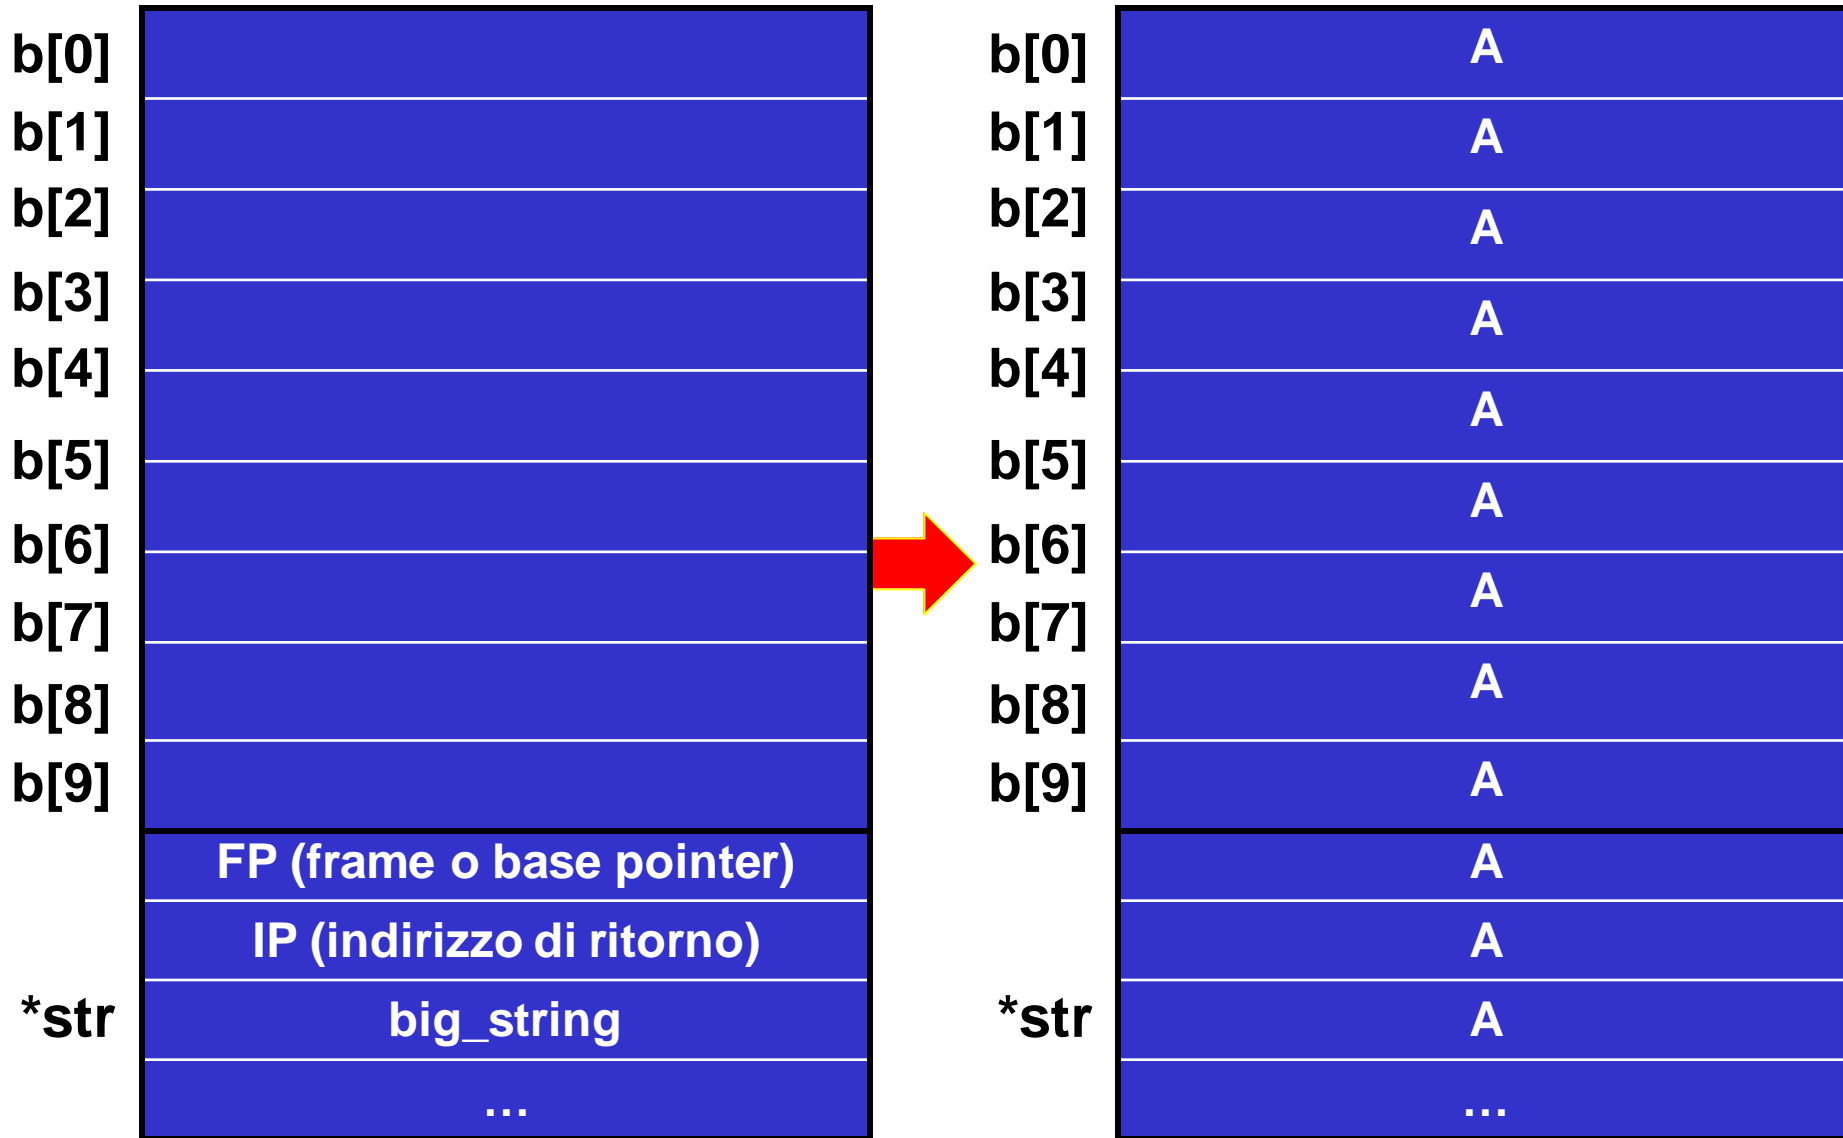 b[0]
b[1]
b[2]
b[3]
b[4]
b[5]
b[6]
b[7]
b[8]
b[9]
FP (frame o base pointer)
IP (indirizzo di ritorno)
*str big_string
...
b[0] A
b[1] A
b[2] A
b[3] A
b[4] A
b[5] A
b[6] A
b[7] A
b[8] A
b[9] A
A
A
*str A
...